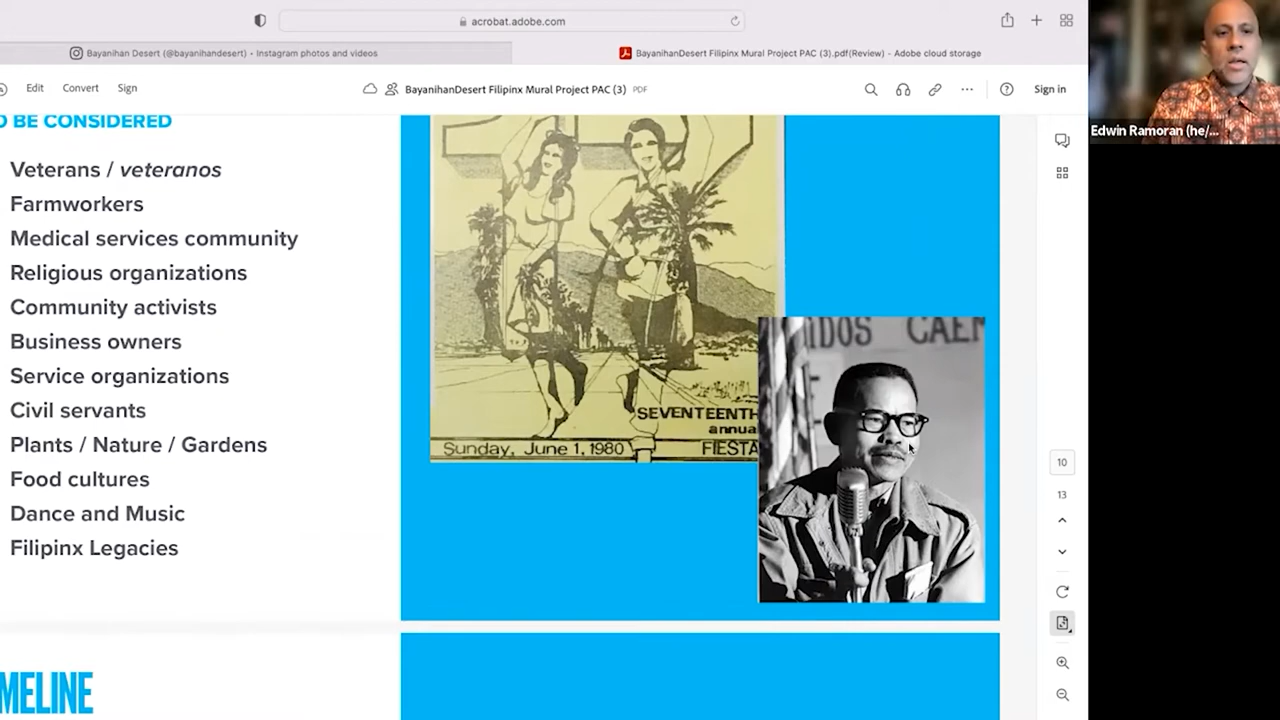 acrobat.adobe.com
Bayanihan Desert (@bayanihandesert) • Instagram photos and videos
BayanihanDesert Filipinx Mural Project PAC (3).pdf(Review) - Adobe cloud storage
Edit Convert Sign
BayanihanDesert Filipinx Mural Project PAC (3) PDF
Sign in
Edwin Ramoran (he/...
O BE CONSIDERED
Veterans / veteranos
Farmworkers
Medical services community
Religious organizations
Community activists
Business owners
Service organizations
Civil servants
Plants / Nature / Gardens
Food cultures
Dance and Music
Filipinx Legacies
SEVENTEENTH
annua
Sunday, June 1, 1980
FIESTA
IDOS CAEN
10
13
MELINE